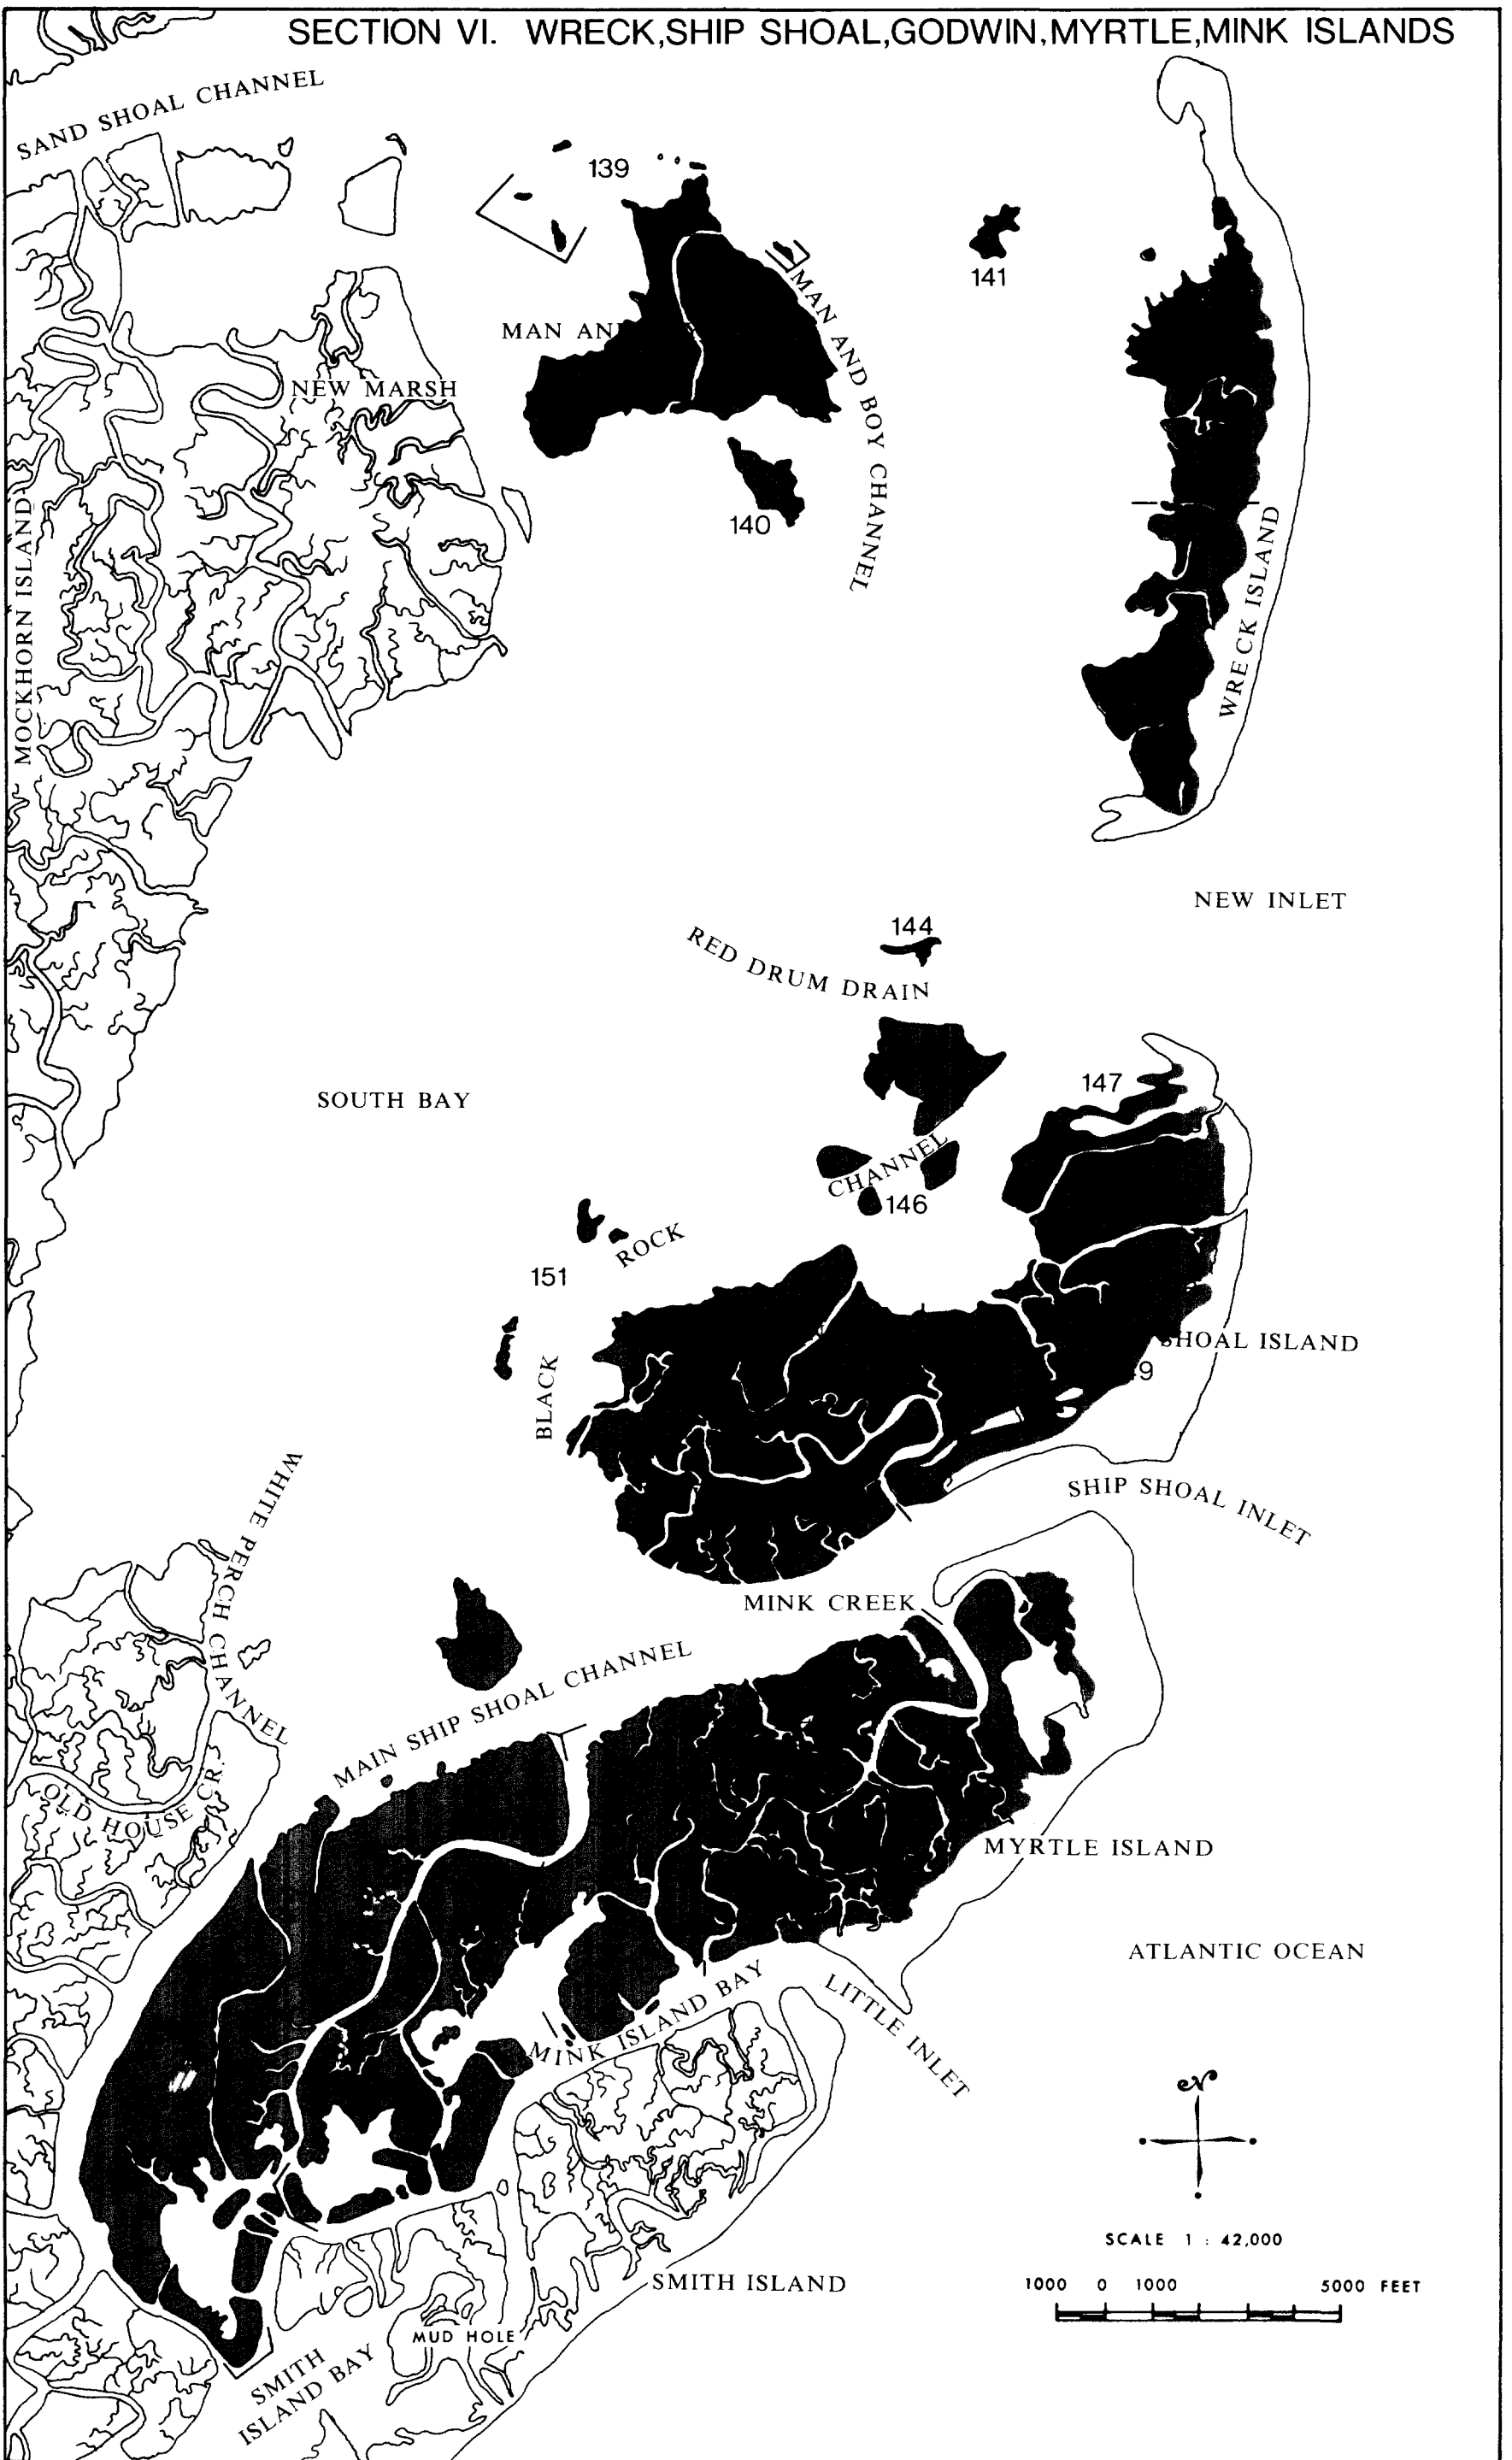 SECTION VI. WRECK,SHIP SHOAL,GODWIN,MYRTLE,MINK ISLANDS
SAND SHOAL CHANNEL
139
141
MAN AN
MAN AND BOY CHANNEL
NEW MARSH
140
MOCKHORN ISLAND
WRECK ISLAND
NEW INLET
144
RED DRUM DRAIN
147
SOUTH BAY
CHANNEL
146
ROCK
151
BLACK
SHOAL ISLAND
9
SHIP SHOAL INLET
WHITE PERCH CHANNEL
MINK CREEK
MAIN SHIP SHOAL CHANNEL
OLD HOUSE CR.
MYRTLE ISLAND
ATLANTIC OCEAN
MINK ISLAND BAY
LITTLE INLET
N
SCALE 1 : 42,000
1000 0 1000 5000 FEET
SMITH ISLAND
MUD HOLE
SMITH
ISLAND BAY